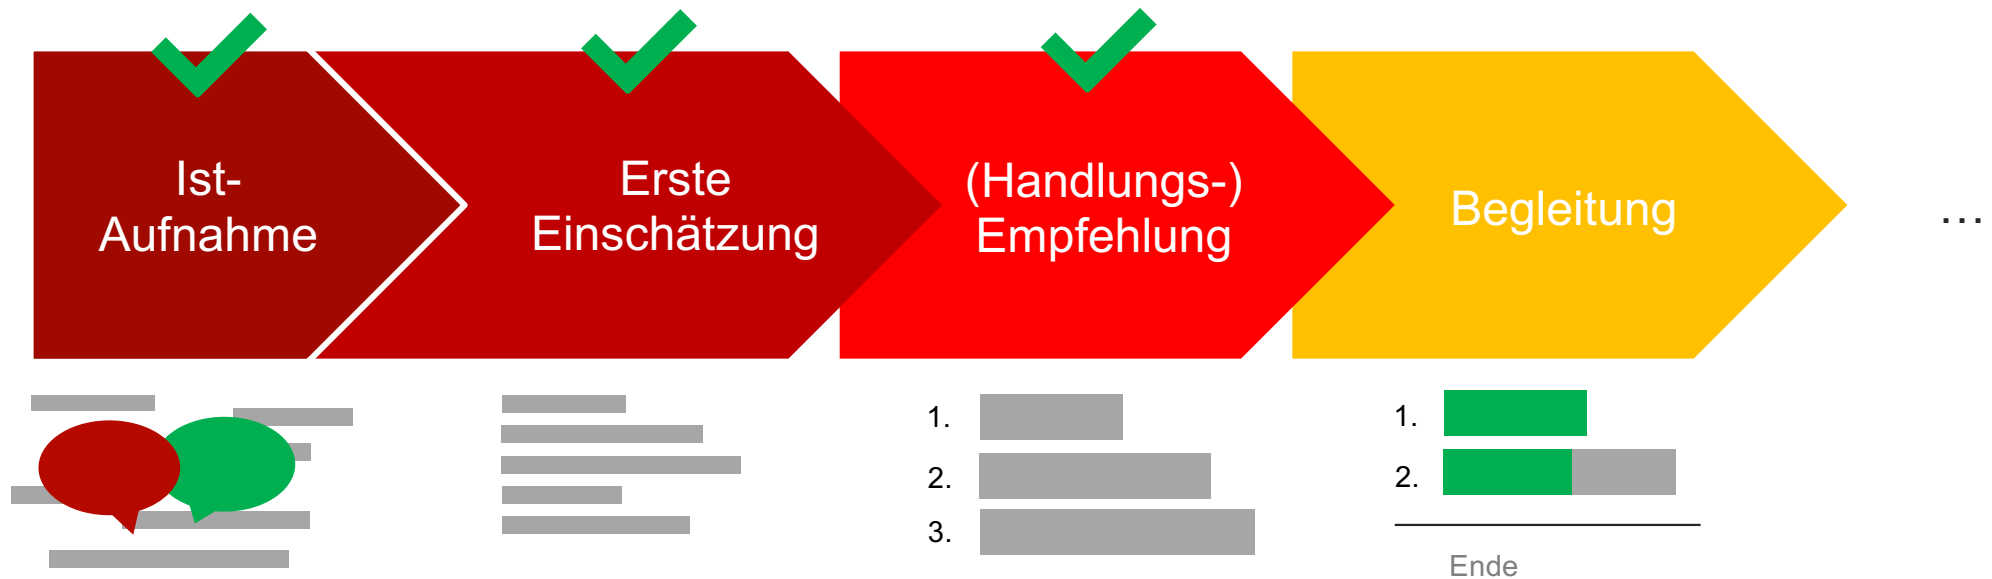 Ist-
Aufnahme
Erste
Einschätzung
(Handlungs-)
Empfehlung
Begleitung
…
1.
2.
3.
1.
2.
Ende